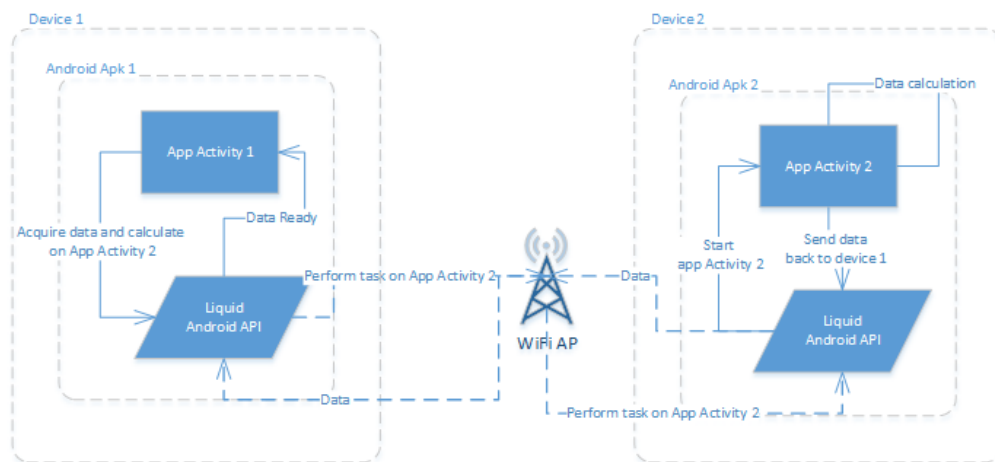 Device 1
Android Apk 1
App Activity 1
Data Ready
Acquire data and calculate
on App Activity 2
Liquid
Android API
Perform task on App Activity 2
Data
WiFi AP
Device 2
Android Apk 2
Data calculation
App Activity 2
Start
app Activity 2
Send data
back to device 1
Data
Liquid
Android API
Perform task on App Activity 2